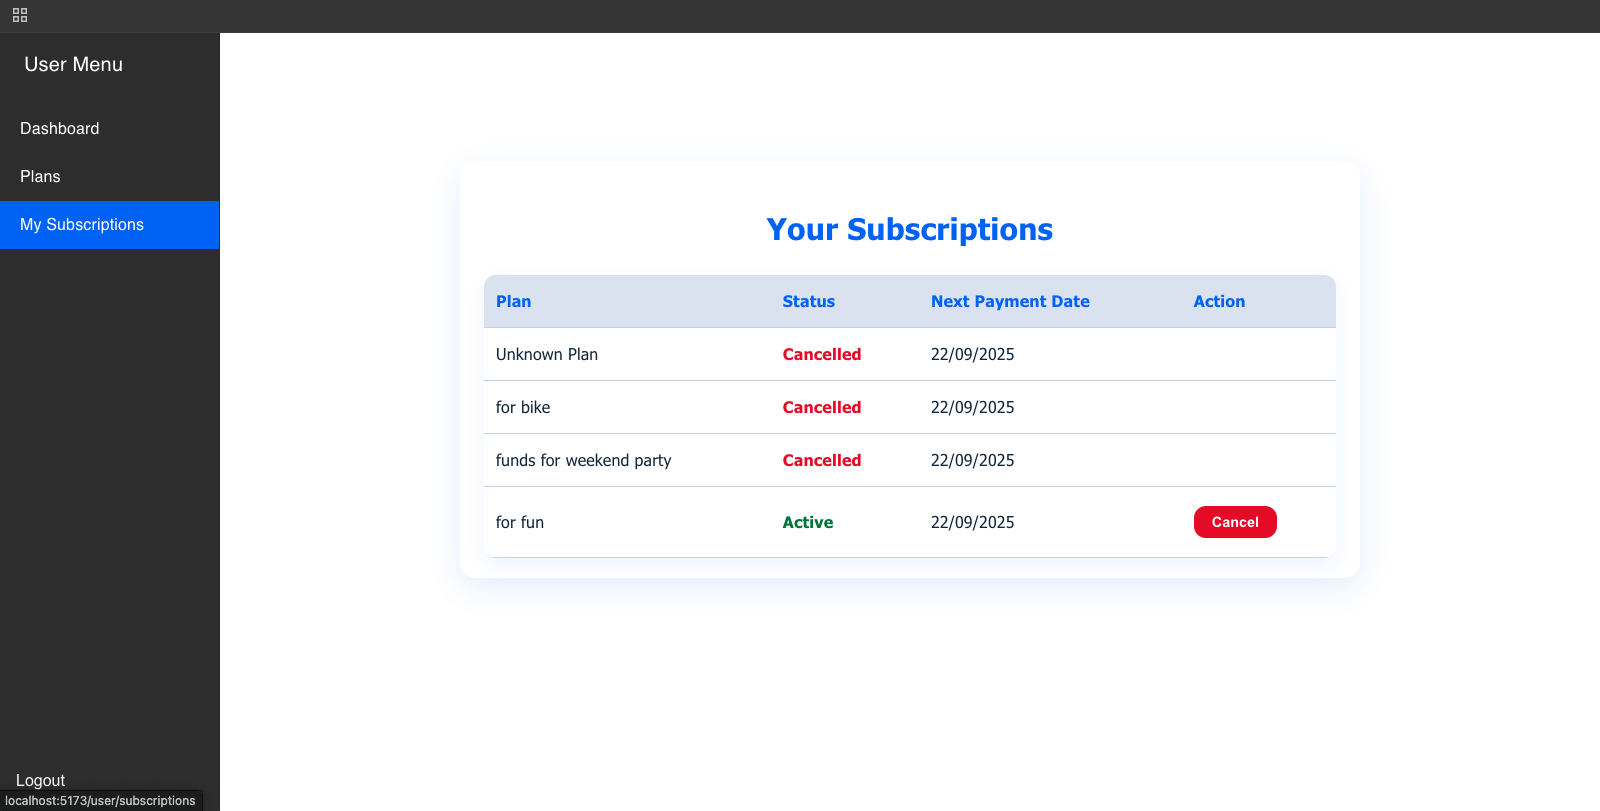 User Menu
Dashboard
Plans
My Subscriptions
Logout
localhost:5173/user/subscriptions
Your Subscriptions
Plan Status Next Payment Date Action
Unknown Plan Cancelled 22/09/2025
for bike Cancelled 22/09/2025
funds for weekend party Cancelled 22/09/2025
for fun Active 22/09/2025 Cancel